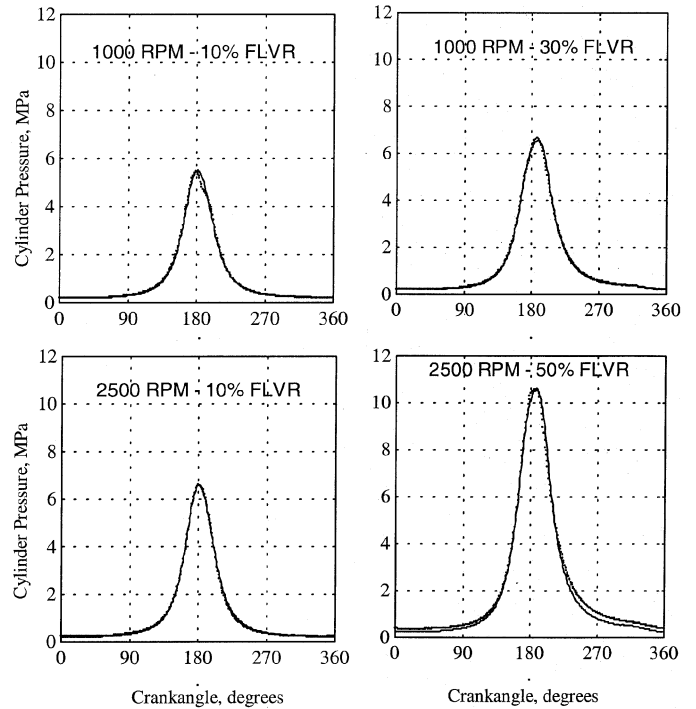 12
1000 RPM - 10% FLVR
10
8
6
4
2
0
Cylinder Pressure, MPa
0 90 180 270 360
12
1000 RPM - 30% FLVR
10
8
6
4
2
0
0 90 180 270 360
12
2500 RPM - 10% FLVR
10
8
6
4
2
0
Cylinder Pressure, MPa
0 90 180 270 360
Crankangle, degrees
12
2500 RPM - 50% FLVR
10
8
6
4
2
0
0 90 180 270 360
Crankangle, degrees